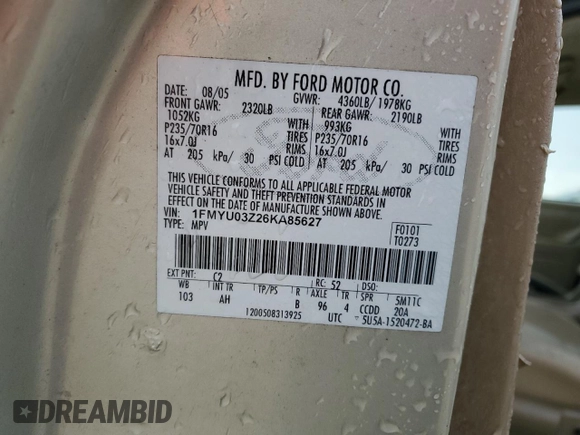 MFD. BY FORD MOTOR CO.
DATE: 08/05 GVWR: 4360LB/ 1978KG
FRONT GAWR: 2320LB REAR GAWR: 2190LB
1052KG WITH 993KG WITH
P235/70R16 TIRES P235/70R16 TIRES
16x7.0J RIMS 16x7.0J RIMS
AT 205 kPa/ 30 PSI COLD AT 205 kPa/ 30 PSI COLD
THIS VEHICLE CONFORMS TO ALL APPLICABLE FEDERAL MOTOR
VEHICLE SAFETY AND THEFT PREVENTION STANDARDS IN
EFFECT ON THE DATE OF MANUFACTURE SHOWN ABOVE.
VIN: 1FMYU03Z26KA85627 F0101
TYPE: MPV T0273
EXT PNT: C2 RC: 52 DSO:
WB INT TR TP/PS R AXLE TR SPR 5M11C
103 AH B 96 4 CCDD 20A
1200508313925 UTC 5U5A-1520472-BA
DREAMBID